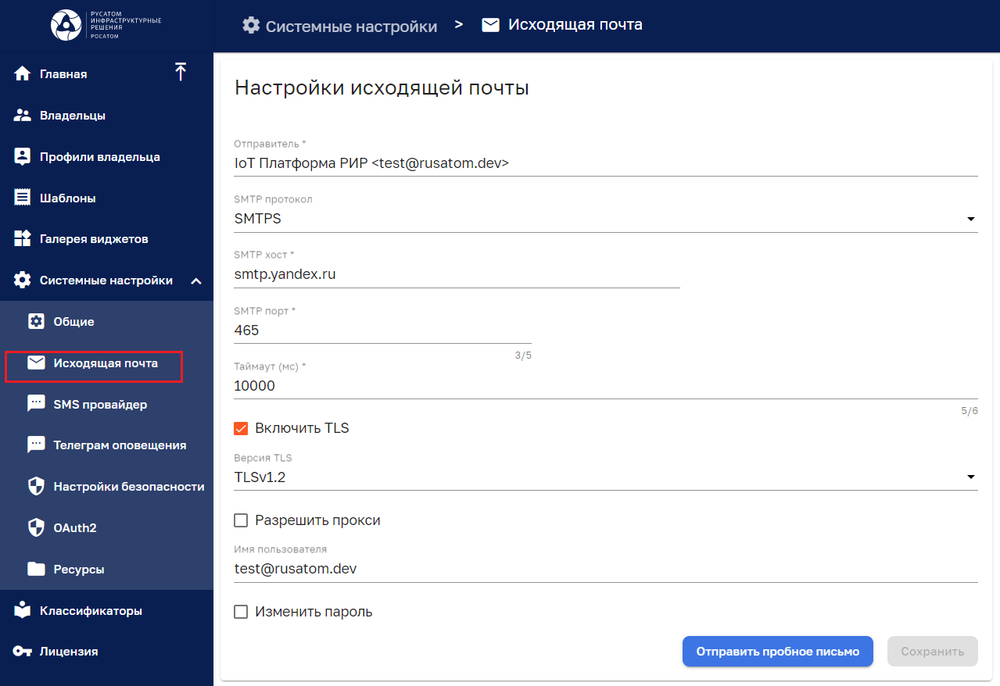 РУСАТОМ
ИНФРАСТРУКТУРНЫЕ
РЕШЕНИЯ
РОСАТОМ
Системные настройки > Исходящая почта
Главная
Владельцы
Профили владельца
Шаблоны
Галерея виджетов
Системные настройки
Общие
Исходящая почта
SMS провайдер
Телеграм оповещения
Настройки безопасности
OAuth2
Ресурсы
Классификаторы
Лицензия
Настройки исходящей почты
Отправитель *
IoT Платформа РИР <test@rusatom.dev>
SMTP протокол
SMTPS
SMTP хост *
smtp.yandex.ru
SMTP порт *
465
3/5
Таймаут (мс) *
10000
5/6
Включить TLS
Версия TLS
TLSv1.2
Разрешить прокси
Имя пользователя
test@rusatom.dev
Изменить пароль
Отправить пробное письмо
Сохранить